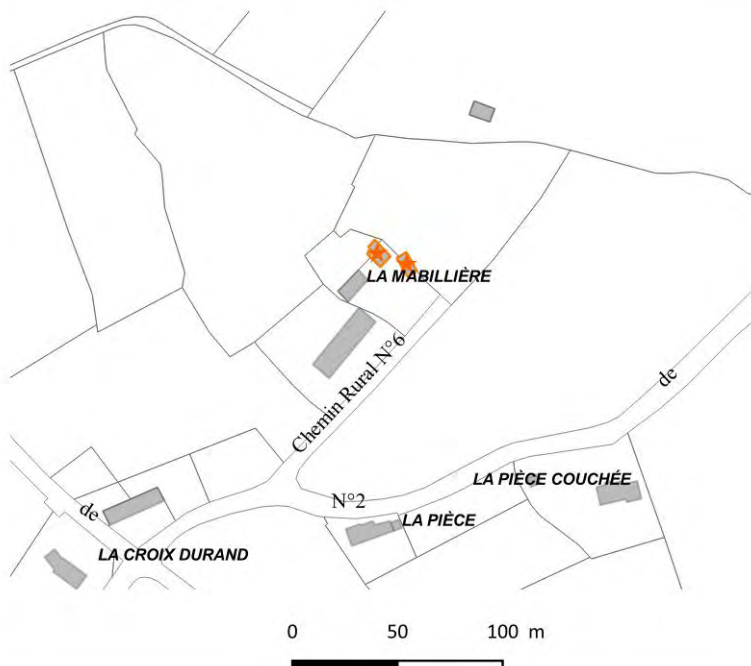 LA MABILLIÈRE
Chemin Rural N°6
de
LA PIÈCE COUCHÉE
N°2
de
LA PIÈCE
LA CROIX DURAND
0 50 100 m